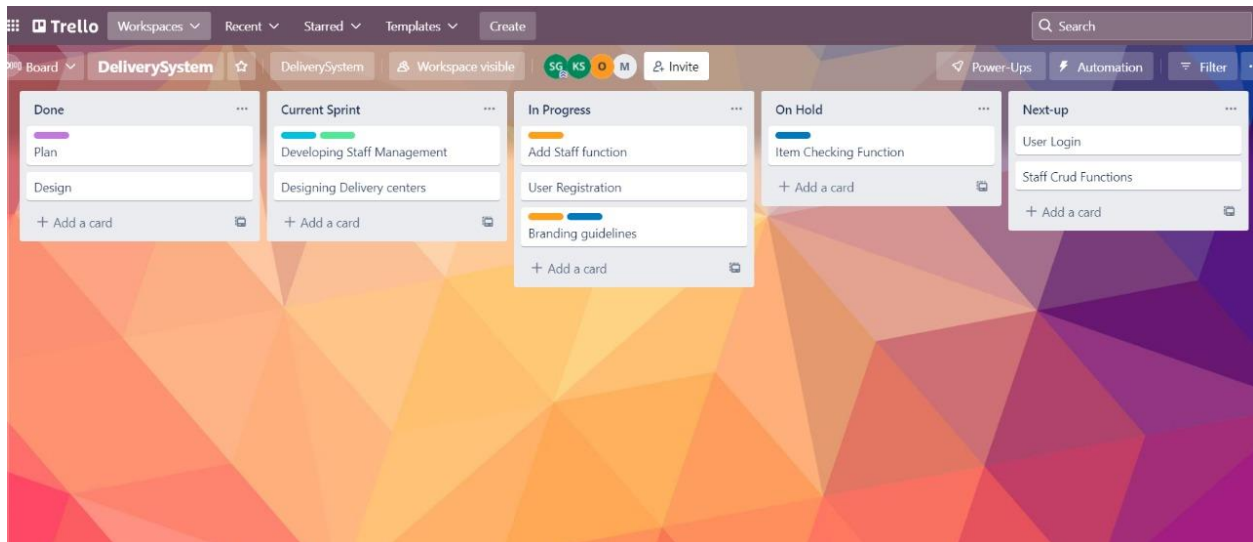 Trello Workspaces Recent Starred Templates Create Search
Board DeliverySystem DeliverySystem Workspace visible SG KS O M Invite Power-Ups Automation Filter
Done
Plan
Design
+ Add a card
Current Sprint
Developing Staff Management
Designing Delivery centers
+ Add a card
In Progress
Add Staff function
User Registration
Branding guidelines
+ Add a card
On Hold
Item Checking Function
+ Add a card
Next-up
User Login
Staff Crud Functions
+ Add a card